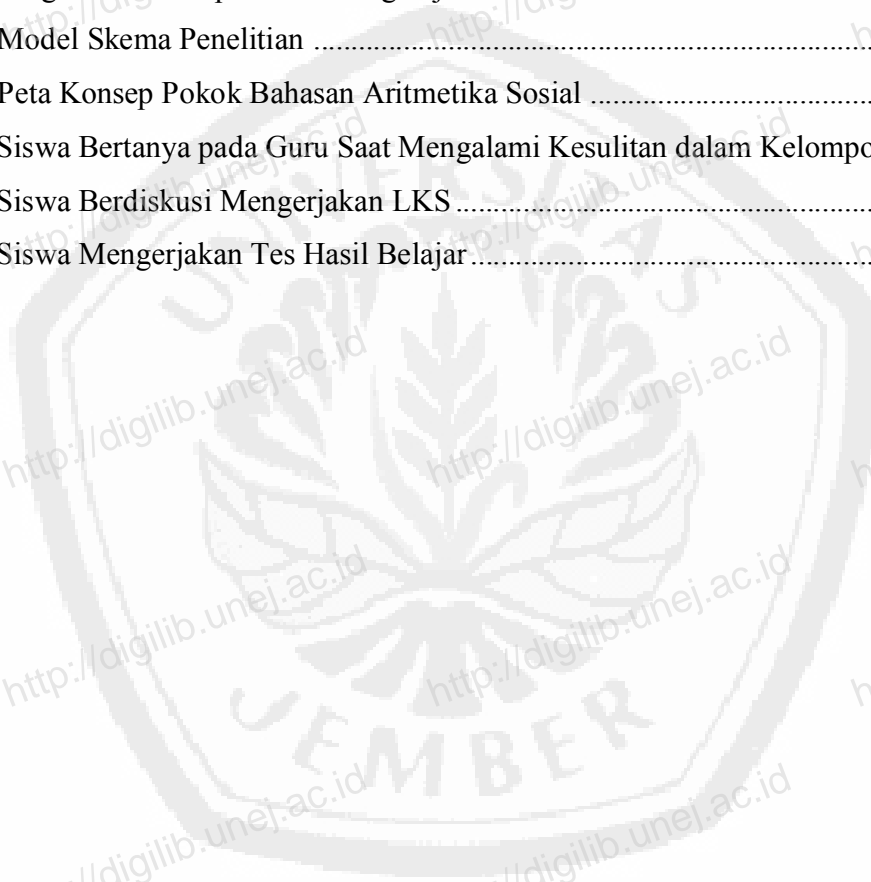 Model Skema Penelitian ....................................................................
Peta Konsep Pokok Bahasan Aritmetika Sosial ....................................
Siswa Bertanya pada Guru Saat Mengalami Kesulitan dalam
Siswa Berdiskusi Mengerjakan LKS ....................................................
Siswa Mengerjakan Tes Hasil Belajar ..................................................
UNIVERSITAS
JEMBER
http://digilib.unej.ac.id
http://digilib.unej.ac.id
http://digilib.unej.ac.id
http://digilib.unej.ac.id
http://digilib.unej.ac.id
http://digilib.unej.ac.id